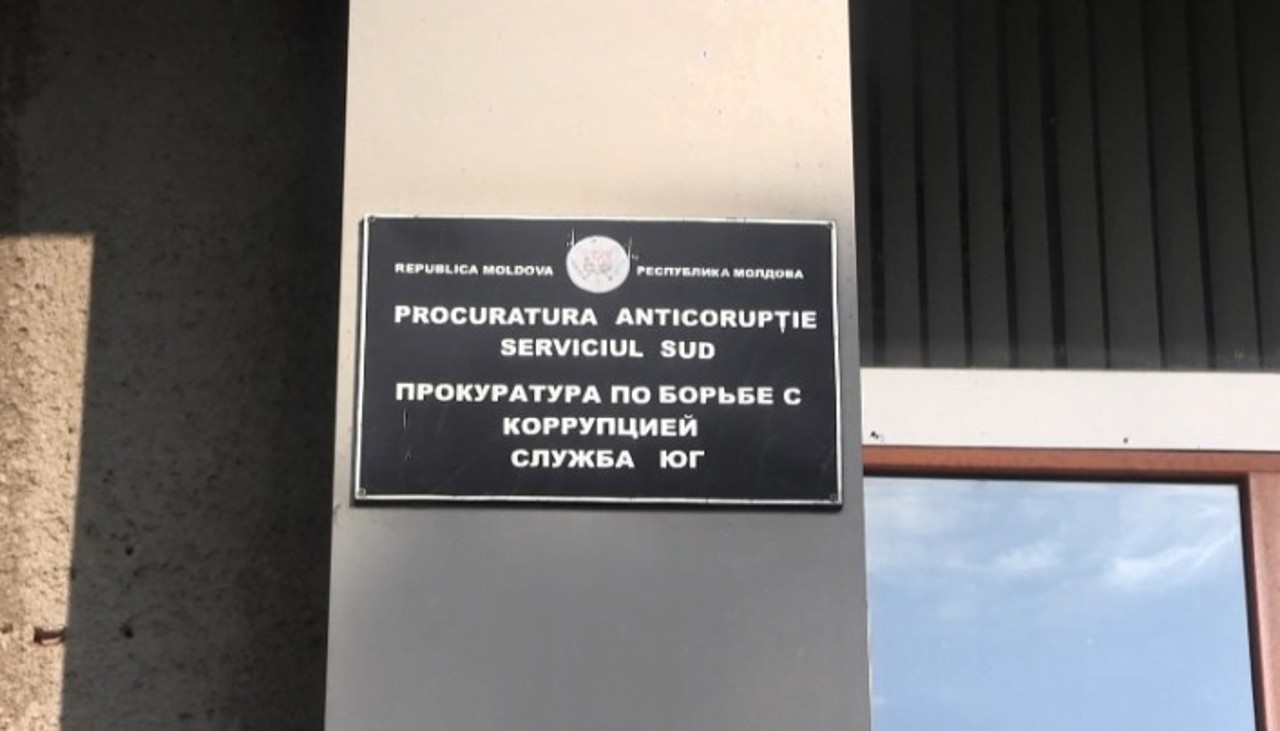 REPUBLICA MOLDOVA РЕСПУБЛИКА МОЛДОВА
PROCURATURA ANTICORUPȚIE
SERVICIUL SUD
ПРОКУРАТУРА ПО БОРЬБЕ С
КОРРУПЦИЕЙ
СЛУЖБА ЮГ